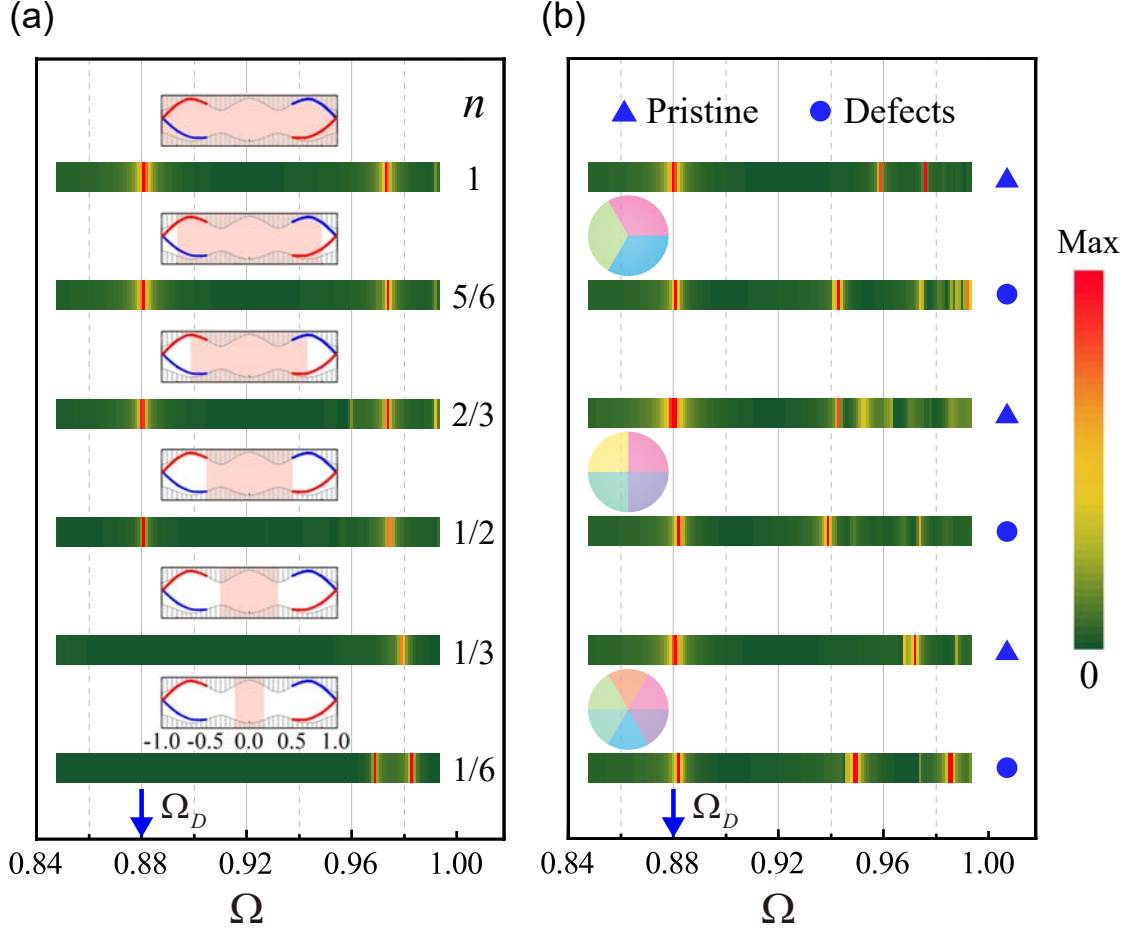 (a)
n
1
5/6
2/3
1/2
1/3
-1.0 -0.5 0.0 0.5 1.0
1/6
Ω_D
0.84 0.88 0.92 0.96 1.00
Ω
(b)
▲ Pristine ● Defects
Ω_D
0.84 0.88 0.92 0.96 1.00
Ω
Max
0